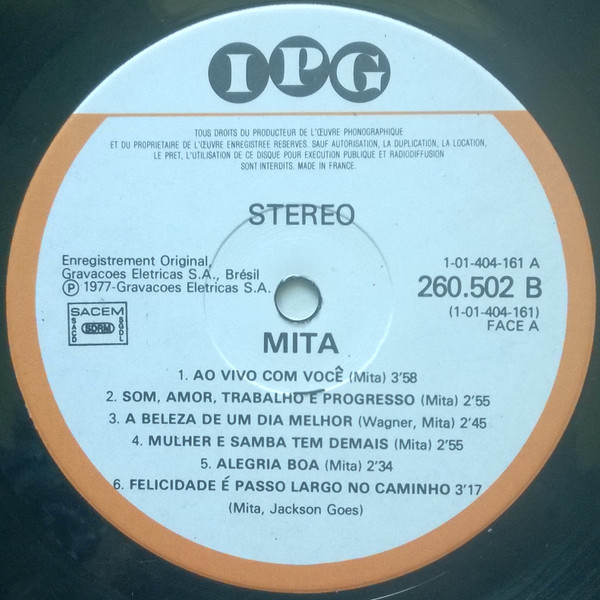 IPG
TOUS DROITS DU PRODUCTEUR DE L'ŒUVRE PHONOGRAPHIQUE
ET DU PROPRIETAIRE DE L'ŒUVRE ENREGISTREE RESERVES. SAUF AUTORISATION, LA DUPLICATION, LA LOCATION,
LE PRET, L'UTILISATION DE CE DISQUE POUR EXECUTION PUBLIQUE ET RADIODIFFUSION
SONT INTERDITS. MADE IN FRANCE.
STEREO
Enregistrement Original,
Gravacoes Eletricas S.A., Brésil
Ⓟ 1977-Gravacoes Eletricas S.A.
SACEM
SACD
SDRM
SGDL
1-01-404-161 A
260.502 B
(1-01-404-161)
FACE A
MITA
1. AO VIVO COM VOCÊ (Mita) 3'58
2. SOM, AMOR, TRABALHO E PROGRESSO (Mita) 2'55
3. A BELEZA DE UM DIA MELHOR (Wagner, Mita) 2'45
4. MULHER E SAMBA TEM DEMAIS (Mita) 2'55
5. ALEGRIA BOA (Mita) 2'34
6. FELICIDADE É PASSO LARGO NO CAMINHO 3'17
(Mita, Jackson Goes)